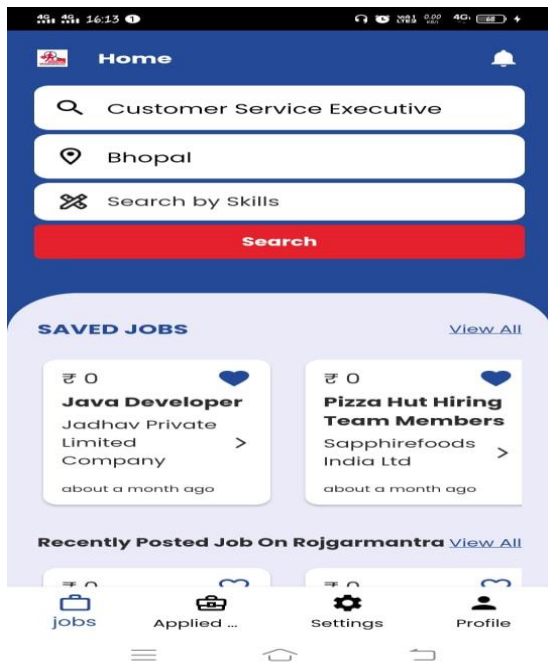 16:13
Home
Customer Service Executive
Bhopal
Search by Skills
Search
SAVED JOBS View All
₹ 0
Java Developer
Jadhav Private
Limited
Company
about a month ago
₹ 0
Pizza Hut Hiring
Team Members
Sapphirefoods
India Ltd
about a month ago
Recently Posted Job On Rojgarmantra View All
jobs Applied ... Settings Profile